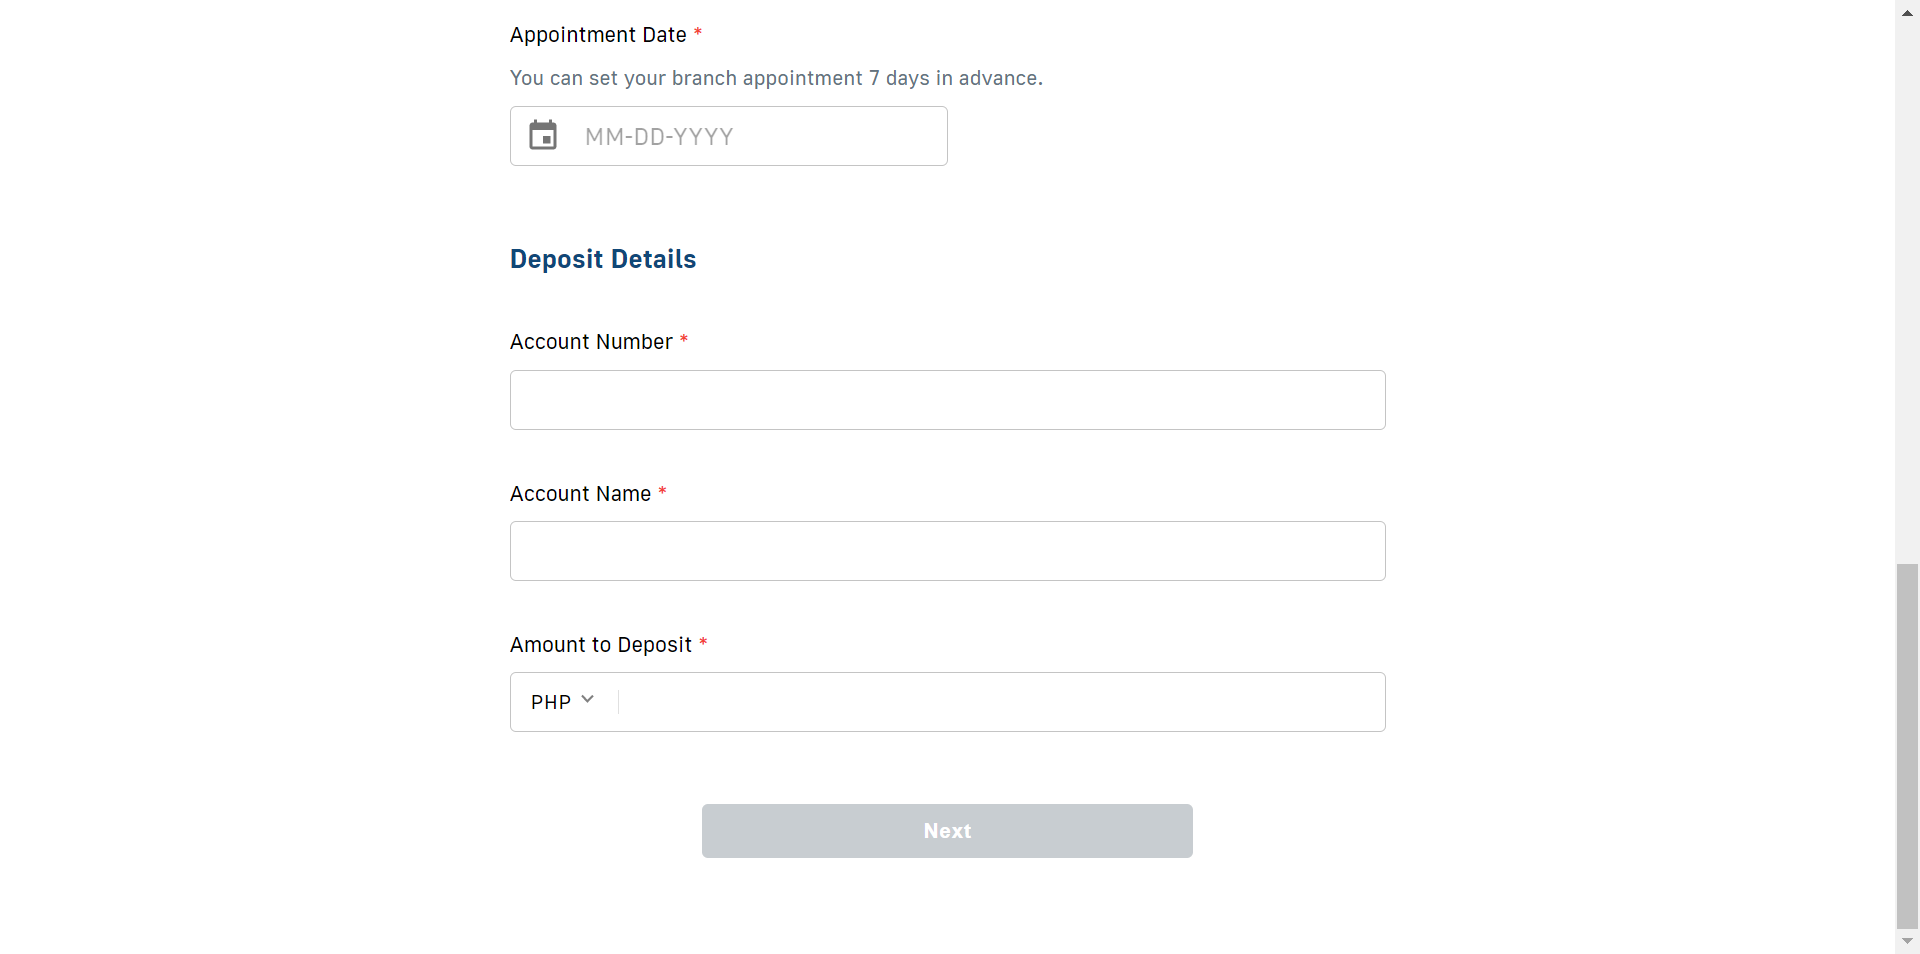 Appointment Date *
You can set your branch appointment 7 days in advance.
MM-DD-YYYY
Deposit Details
Account Number *
Account Name *
Amount to Deposit *
PHP
Next